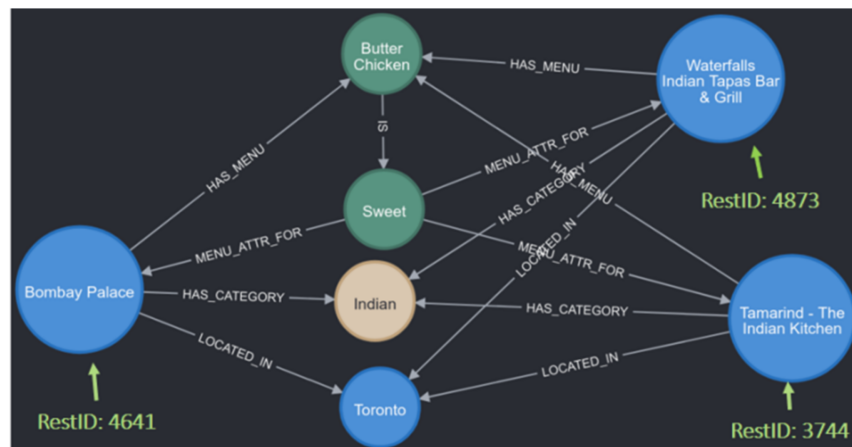 Butter
Chicken
HAS_MENU
Waterfalls
Indian Tapas Bar
& Grill
RestID: 4873
IS
HAS_MENU
MENU_ATTR_FOR
HAS_MENU
HAS_CATEGORY
Sweet
MENU_ATTR_FOR
MENU_ATTR_FOR
LOCATED_IN
Bombay Palace
HAS_CATEGORY
Indian
HAS_CATEGORY
Tamarind - The
Indian Kitchen
LOCATED_IN
LOCATED_IN
Toronto
RestID: 4641
RestID: 3744